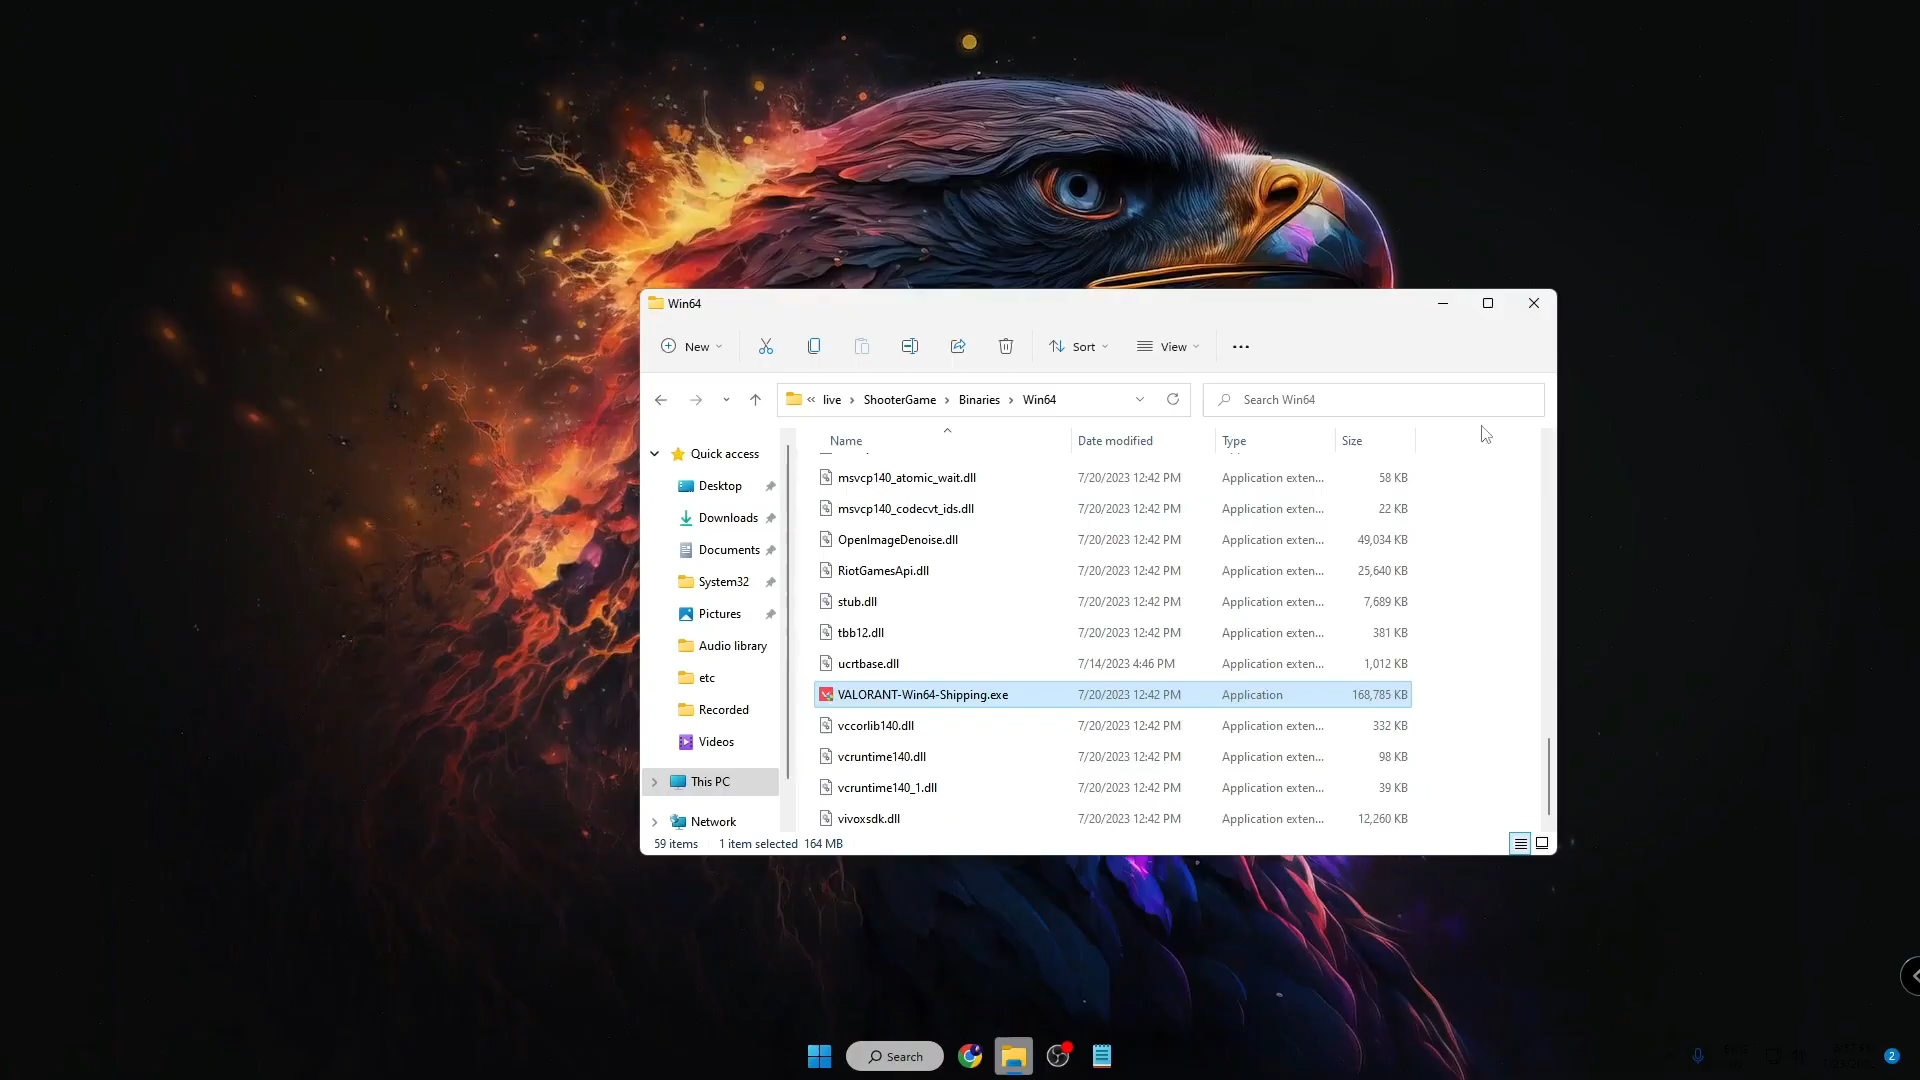 Win64
New
Sort
View
« live > ShooterGame > Binaries > Win64
Search Win64
Name
Date modified
Type
Size
Quick access
Desktop
Downloads
Documents
System32
Pictures
Audio library
etc
Recorded
Videos
This PC
Network
msvcp140_atomic_wait.dll 7/20/2023 12:42 PM Application exten... 58 KB
msvcp140_codecvt_ids.dll 7/20/2023 12:42 PM Application exten... 22 KB
OpenImageDenoise.dll 7/20/2023 12:42 PM Application exten... 49,034 KB
RiotGamesApi.dll 7/20/2023 12:42 PM Application exten... 25,640 KB
stub.dll 7/20/2023 12:42 PM Application exten... 7,689 KB
tbb12.dll 7/20/2023 12:42 PM Application exten... 381 KB
ucrtbase.dll 7/14/2023 4:46 PM Application exten... 1,012 KB
VALORANT-Win64-Shipping.exe 7/20/2023 12:42 PM Application 168,785 KB
vccorlib140.dll 7/20/2023 12:42 PM Application exten... 332 KB
vcruntime140.dll 7/20/2023 12:42 PM Application exten... 98 KB
vcruntime140_1.dll 7/20/2023 12:42 PM Application exten... 39 KB
vivoxsdk.dll 7/20/2023 12:42 PM Application exten... 12,260 KB
59 items 1 item selected 164 MB
Search
2